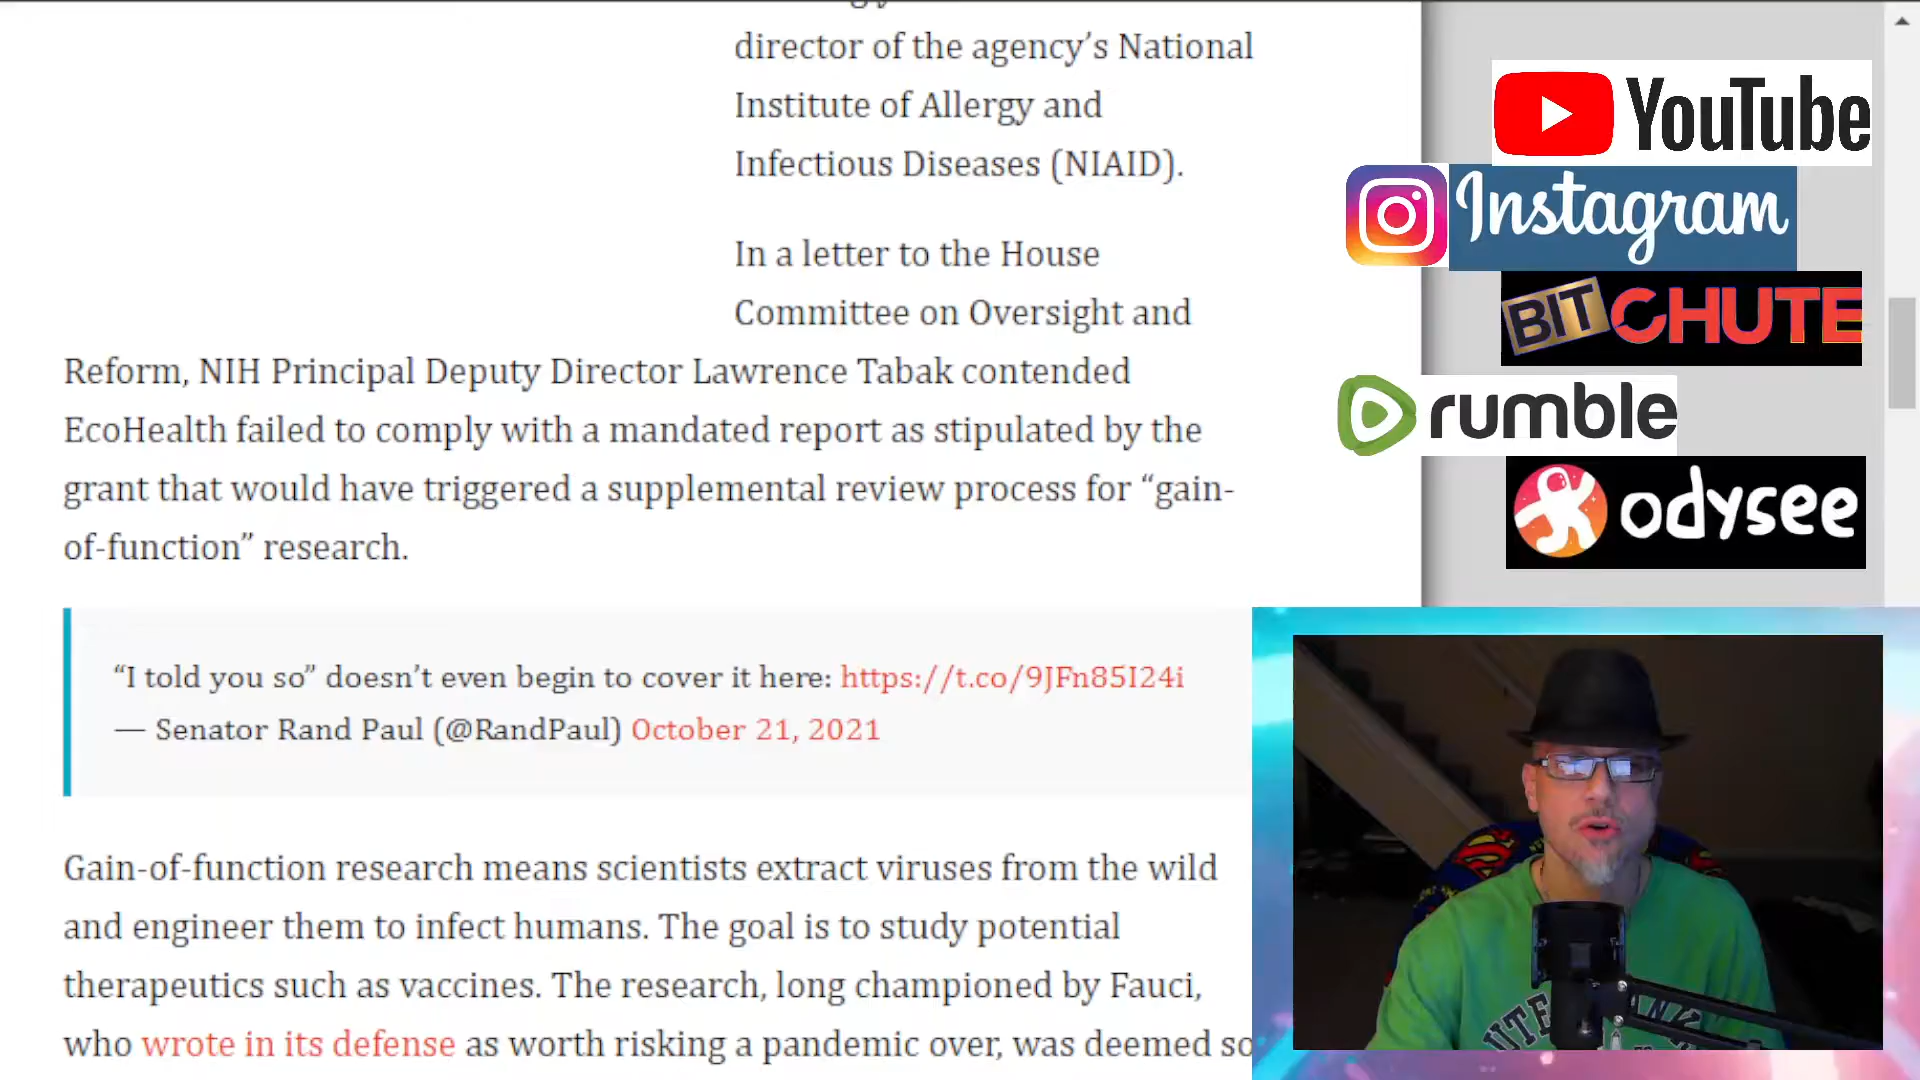 director of the agency’s National
Institute of Allergy and
Infectious Diseases (NIAID).
In a letter to the House
Committee on Oversight and
Reform, NIH Principal Deputy Director Lawrence Tabak contended
EcoHealth failed to comply with a mandated report as stipulated by the
grant that would have triggered a supplemental review process for “gain-
of-function” research.
“I told you so” doesn’t even begin to cover it here: https://t.co/9JFn85I24i
— Senator Rand Paul (@RandPaul) October 21, 2021
Gain-of-function research means scientists extract viruses from the wild
and engineer them to infect humans. The goal is to study potential
therapeutics such as vaccines. The research, long championed by Fauci,
who wrote in its defense as worth risking a pandemic over, was deemed so
YouTube
Instagram
BITCHUTE
rumble
odysee